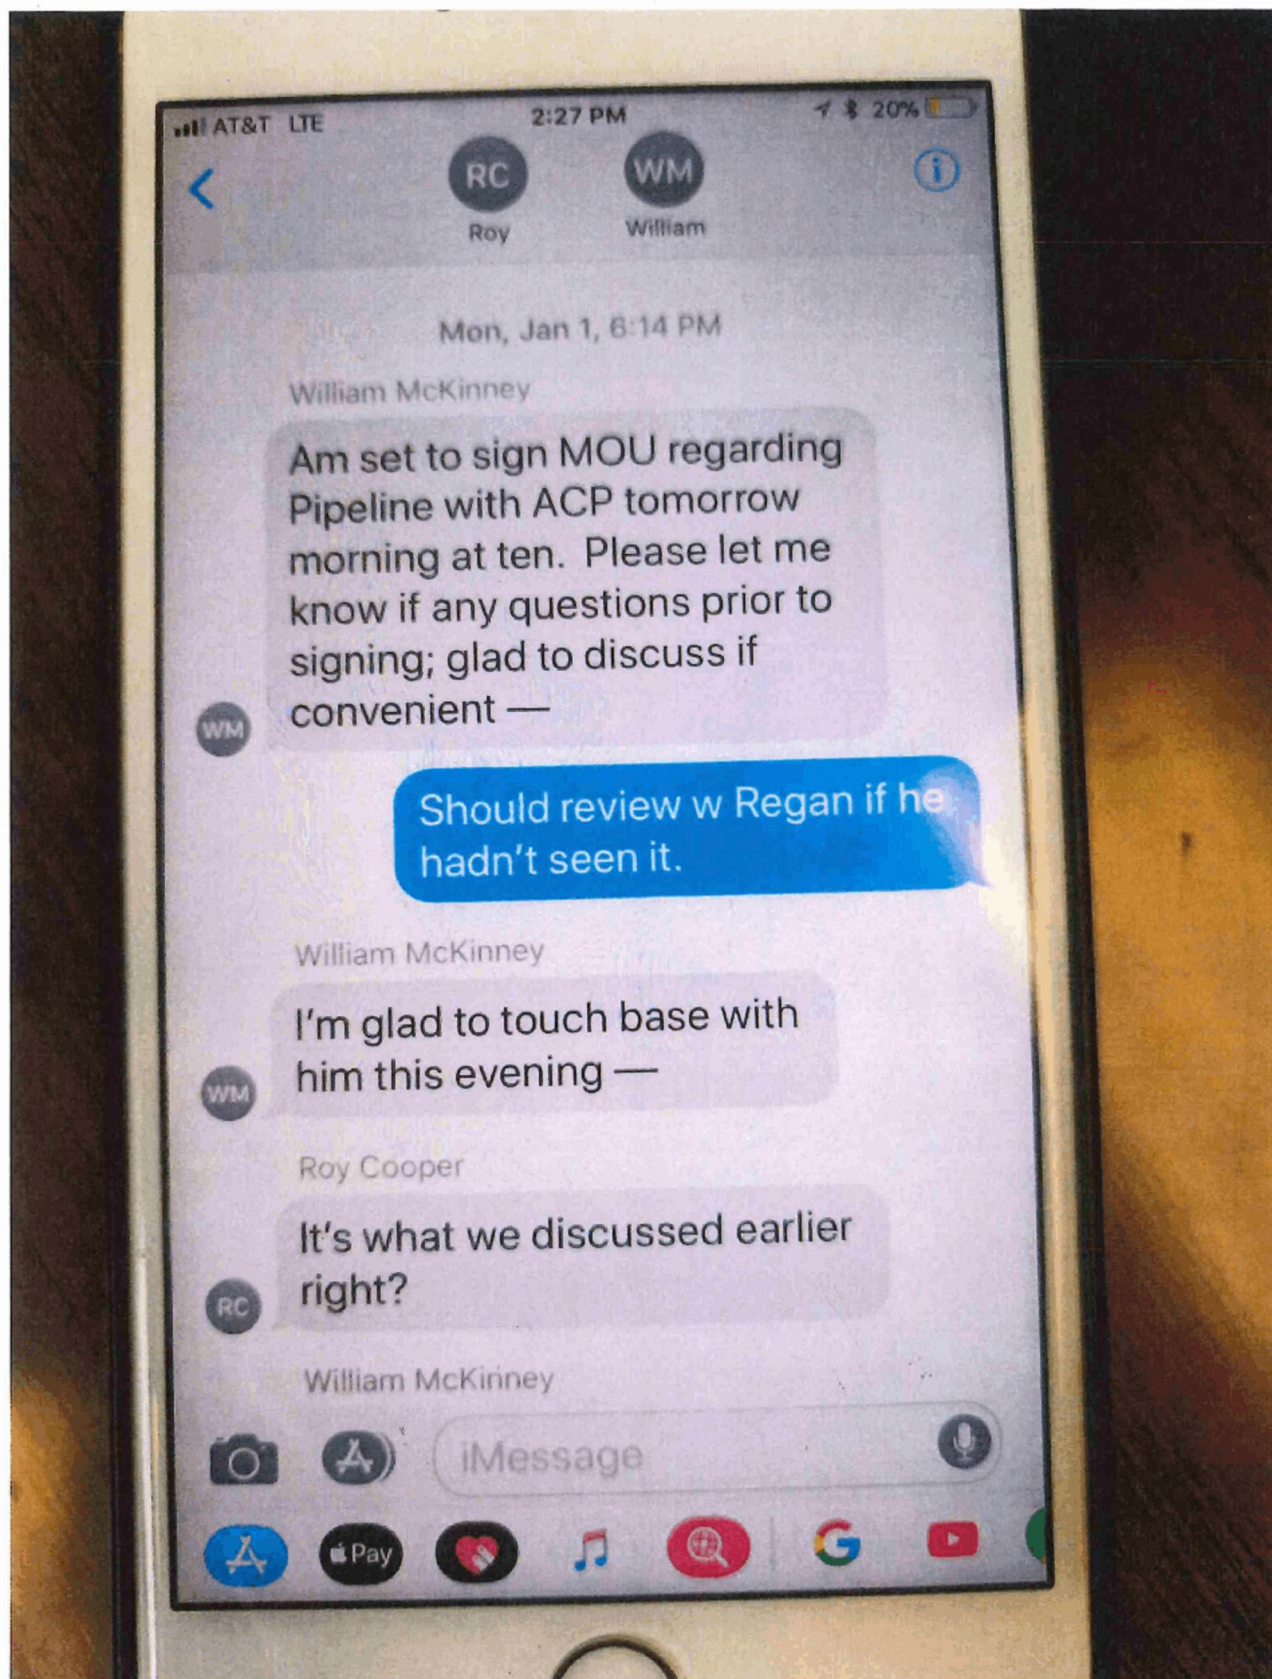 AT&T LTE 2:27 PM 20%
RC WM
Roy William
Mon, Jan 1, 6:14 PM
William McKinney
Am set to sign MOU regarding
Pipeline with ACP tomorrow
morning at ten. Please let me
know if any questions prior to
signing; glad to discuss if
convenient —
WM
Should review w Regan if he
hadn't seen it.
William McKinney
I'm glad to touch base with
him this evening —
WM
Roy Cooper
It's what we discussed earlier
right?
RC
William McKinney
iMessage
Pay
G